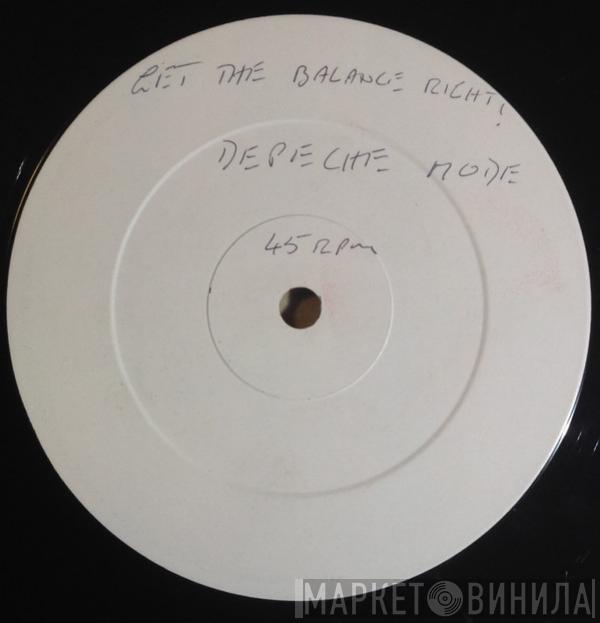 GET THE BALANCE RIGHT!
DEPECHE MODE
45 RPM
МАРКЕТ ВИНИЛА